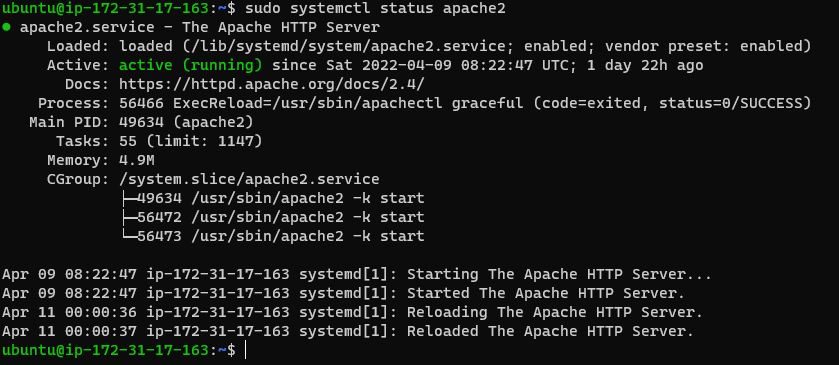 ubuntu@ip-172-31-17-163:~$ sudo systemctl status apache2
● apache2.service - The Apache HTTP Server
     Loaded: loaded (/lib/systemd/system/apache2.service; enabled; vendor preset: enabled)
     Active: active (running) since Sat 2022-04-09 08:22:47 UTC; 1 day 22h ago
       Docs: https://httpd.apache.org/docs/2.4/
    Process: 56466 ExecReload=/usr/sbin/apachectl graceful (code=exited, status=0/SUCCESS)
   Main PID: 49634 (apache2)
      Tasks: 55 (limit: 1147)
     Memory: 4.9M
     CGroup: /system.slice/apache2.service
             ├─49634 /usr/sbin/apache2 -k start
             ├─56472 /usr/sbin/apache2 -k start
             └─56473 /usr/sbin/apache2 -k start

Apr 09 08:22:47 ip-172-31-17-163 systemd[1]: Starting The Apache HTTP Server...
Apr 09 08:22:47 ip-172-31-17-163 systemd[1]: Started The Apache HTTP Server.
Apr 11 00:00:36 ip-172-31-17-163 systemd[1]: Reloading The Apache HTTP Server.
Apr 11 00:00:37 ip-172-31-17-163 systemd[1]: Reloaded The Apache HTTP Server.
ubuntu@ip-172-31-17-163:~$